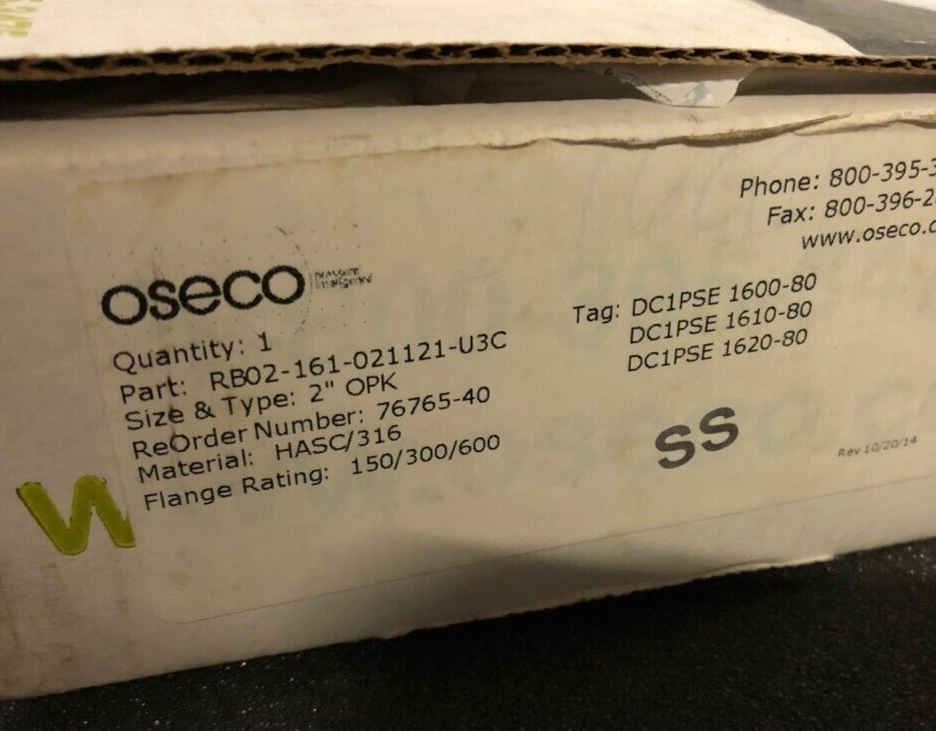 Phone: 800-395-3
Fax: 800-396-2
www.oseco.c
oseco
Quantity: 1
Part: RB02-161-021121-U3C
Size & Type: 2" OPK
ReOrder Number: 76765-40
Material: HASC/316
Flange Rating: 150/300/600
Tag: DC1PSE 1600-80
DC1PSE 1610-80
DC1PSE 1620-80
SS
Rev 10/20/14
W